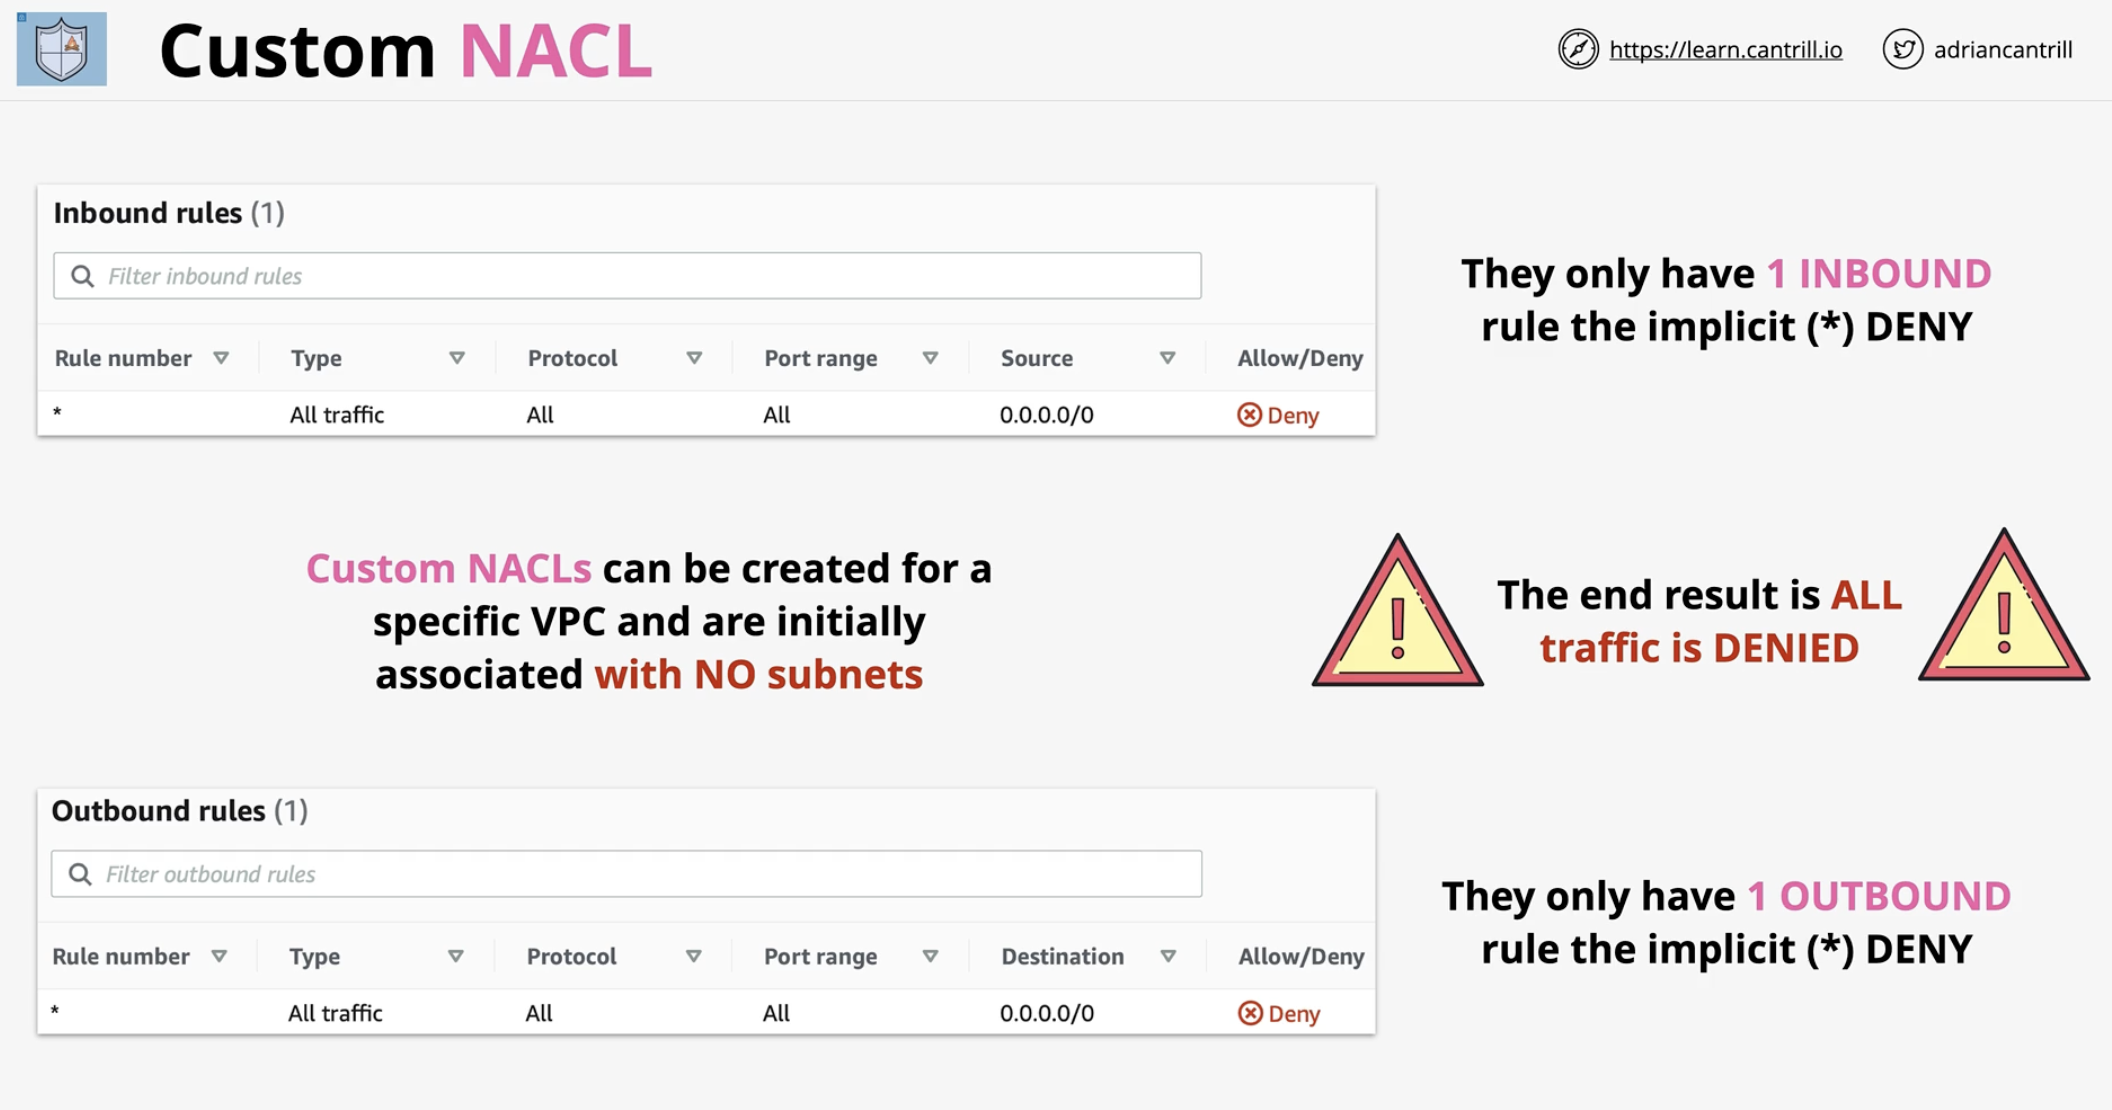 Custom NACL
https://learn.cantrill.io
adriancantrill
Inbound rules (1)
Filter inbound rules
Rule number Type Protocol Port range Source Allow/Deny
* All traffic All All 0.0.0.0/0 Deny
They only have 1 INBOUND
rule the implicit (*) DENY
Custom NACLs can be created for a
specific VPC and are initially
associated with NO subnets
The end result is ALL
traffic is DENIED
Outbound rules (1)
Filter outbound rules
Rule number Type Protocol Port range Destination Allow/Deny
* All traffic All All 0.0.0.0/0 Deny
They only have 1 OUTBOUND
rule the implicit (*) DENY